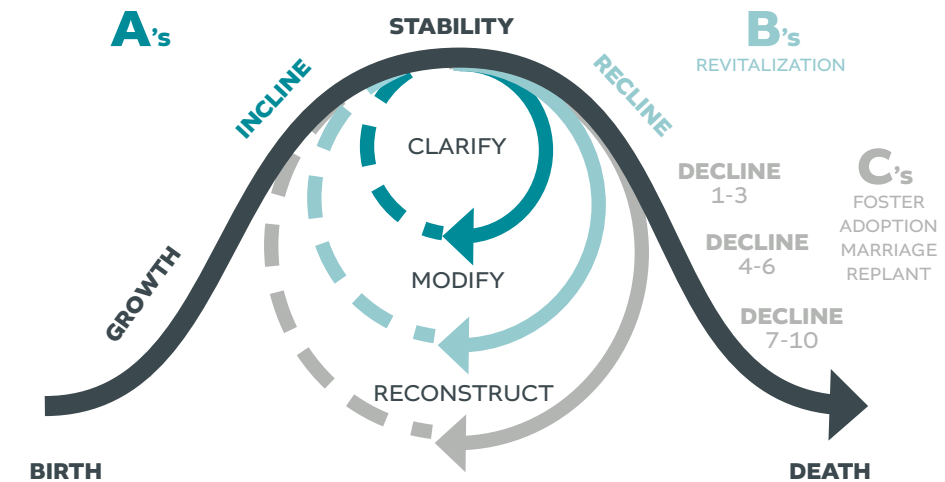 A's
STABILITY
B's
REVITALIZATION
INCLINE
RECLINE
CLARIFY
DECLINE
1-3
C's
FOSTER
ADOPTION
MARRIAGE
REPLANT
DECLINE
4-6
GROWTH
MODIFY
DECLINE
7-10
RECONSTRUCT
BIRTH
DEATH